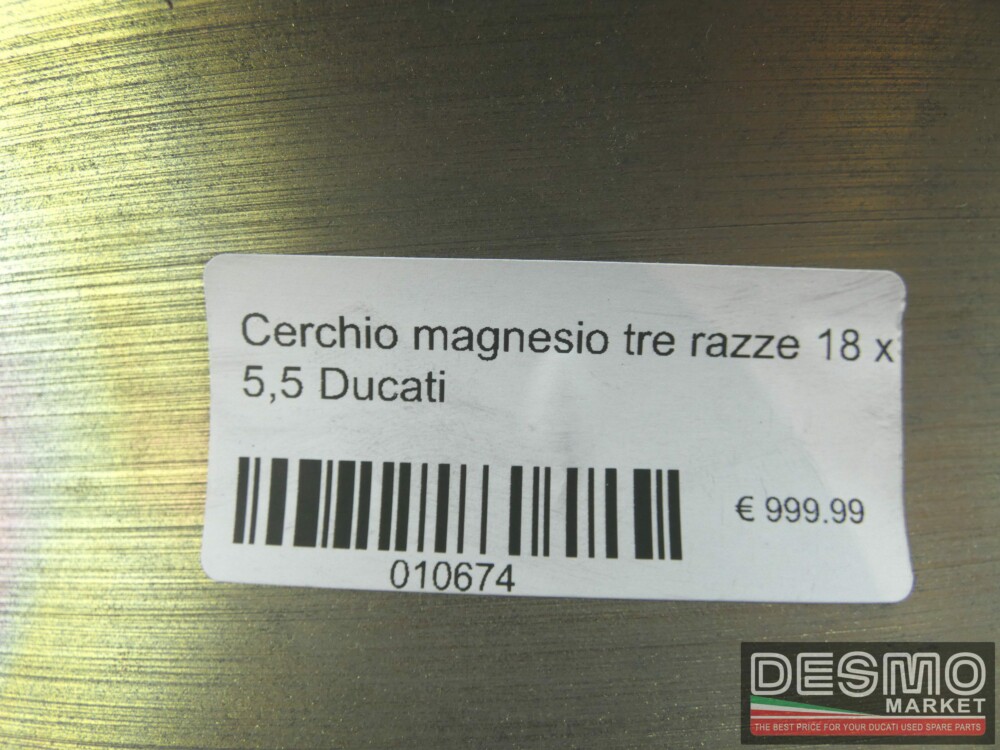 Cerchio magnesio tre razze 18 x
5,5 Ducati
€ 999.99
010674
DESMO
MARKET
THE BEST PRICE FOR YOUR DUCATI USED SPARE PARTS